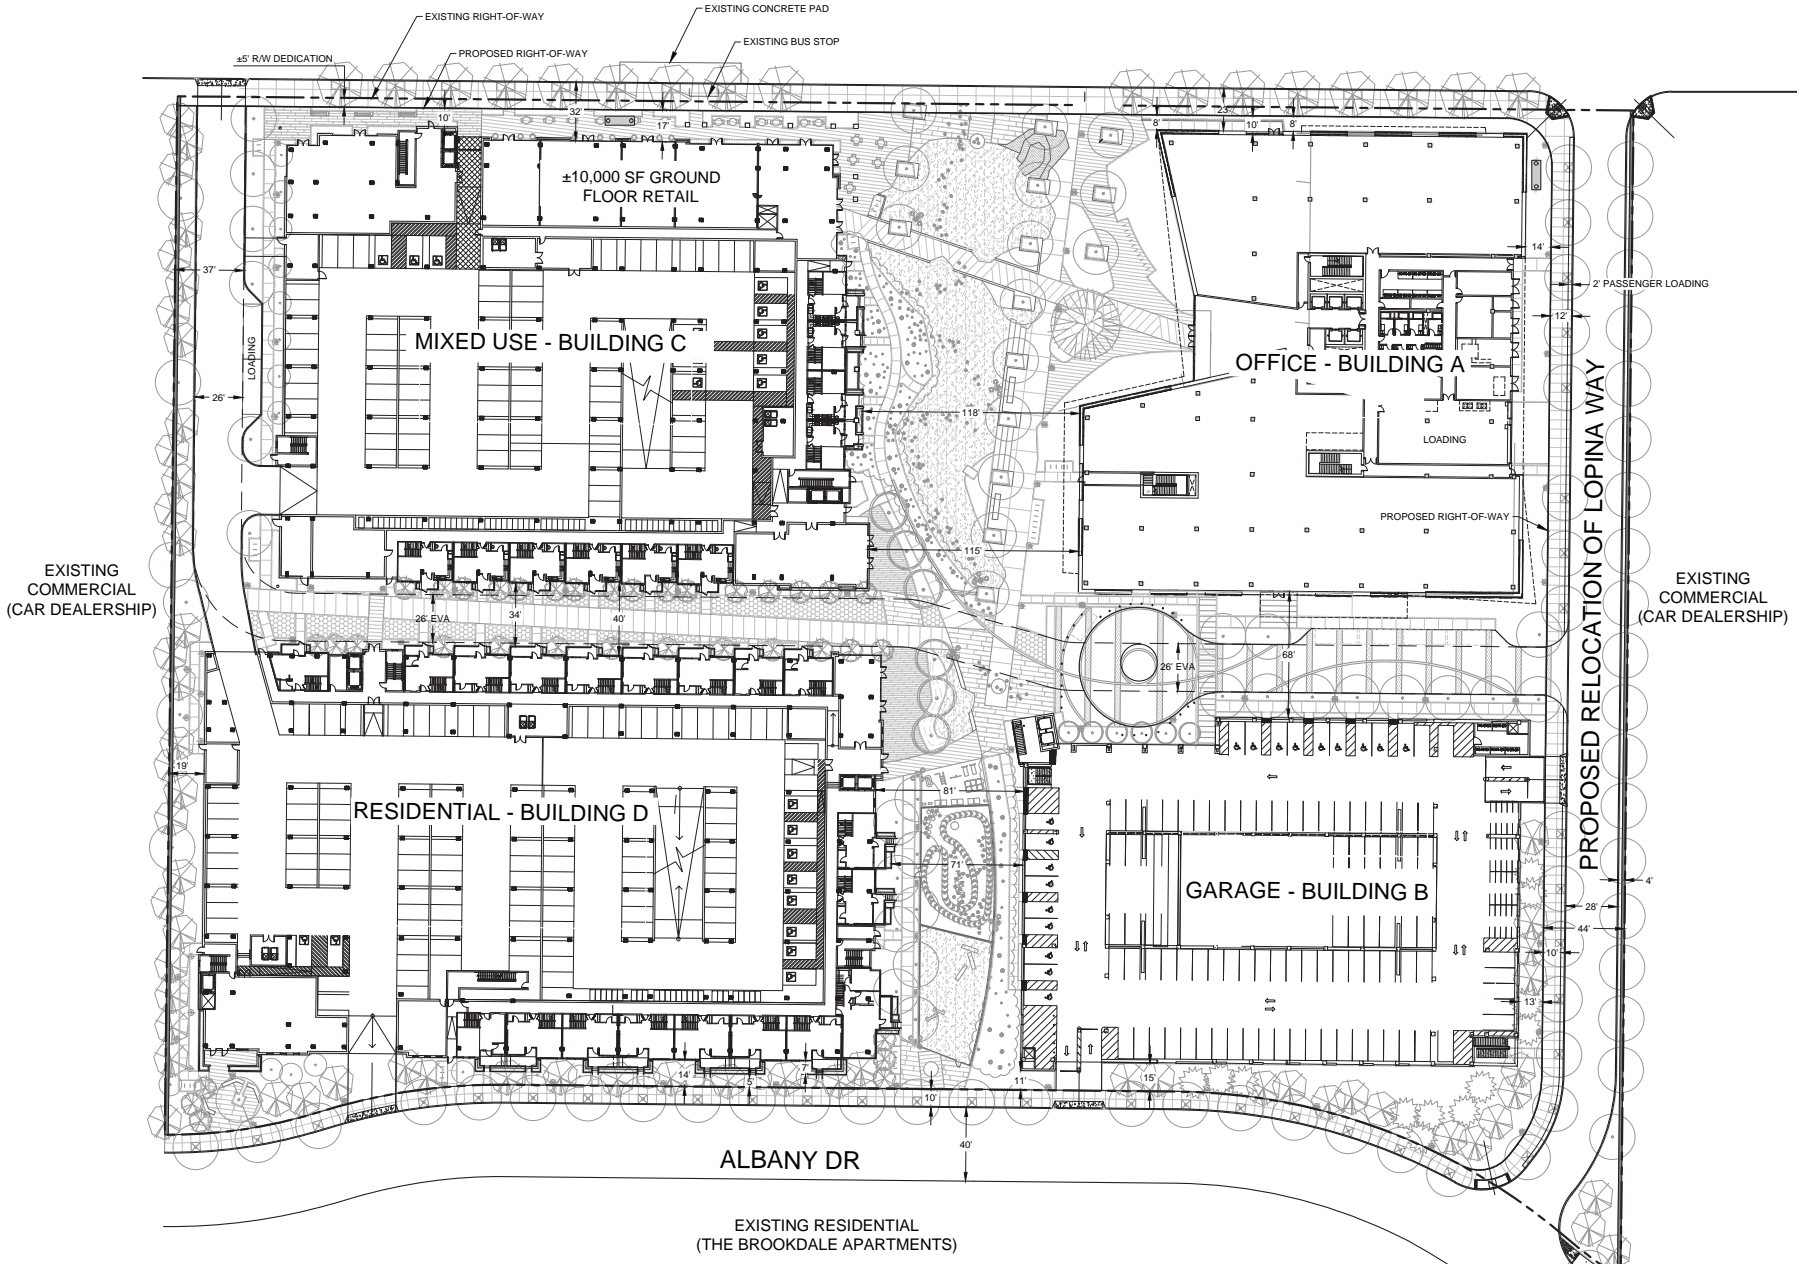 EXISTING RIGHT-OF-WAY
EXISTING CONCRETE PAD
PROPOSED RIGHT-OF-WAY
EXISTING BUS STOP
±5' R/W DEDICATION
10'
32'
17'
23'
8'
10'
8'
±10,000 SF GROUND
FLOOR RETAIL
14'
37'
2' PASSENGER LOADING
12'
MIXED USE - BUILDING C
LOADING
OFFICE - BUILDING A
26'
118'
LOADING
PROPOSED RIGHT-OF-WAY
PROPOSED RELOCATION OF LOPINA WAY
115'
EXISTING
COMMERCIAL
(CAR DEALERSHIP)
EXISTING
COMMERCIAL
(CAR DEALERSHIP)
26' EVA
34'
40'
68'
26' EVA
19'
81'
RESIDENTIAL - BUILDING D
71'
GARAGE - BUILDING B
4'
28'
44'
10'
13'
14'
5'
7'
11'
15'
10'
40'
ALBANY DR
EXISTING RESIDENTIAL
(THE BROOKDALE APARTMENTS)